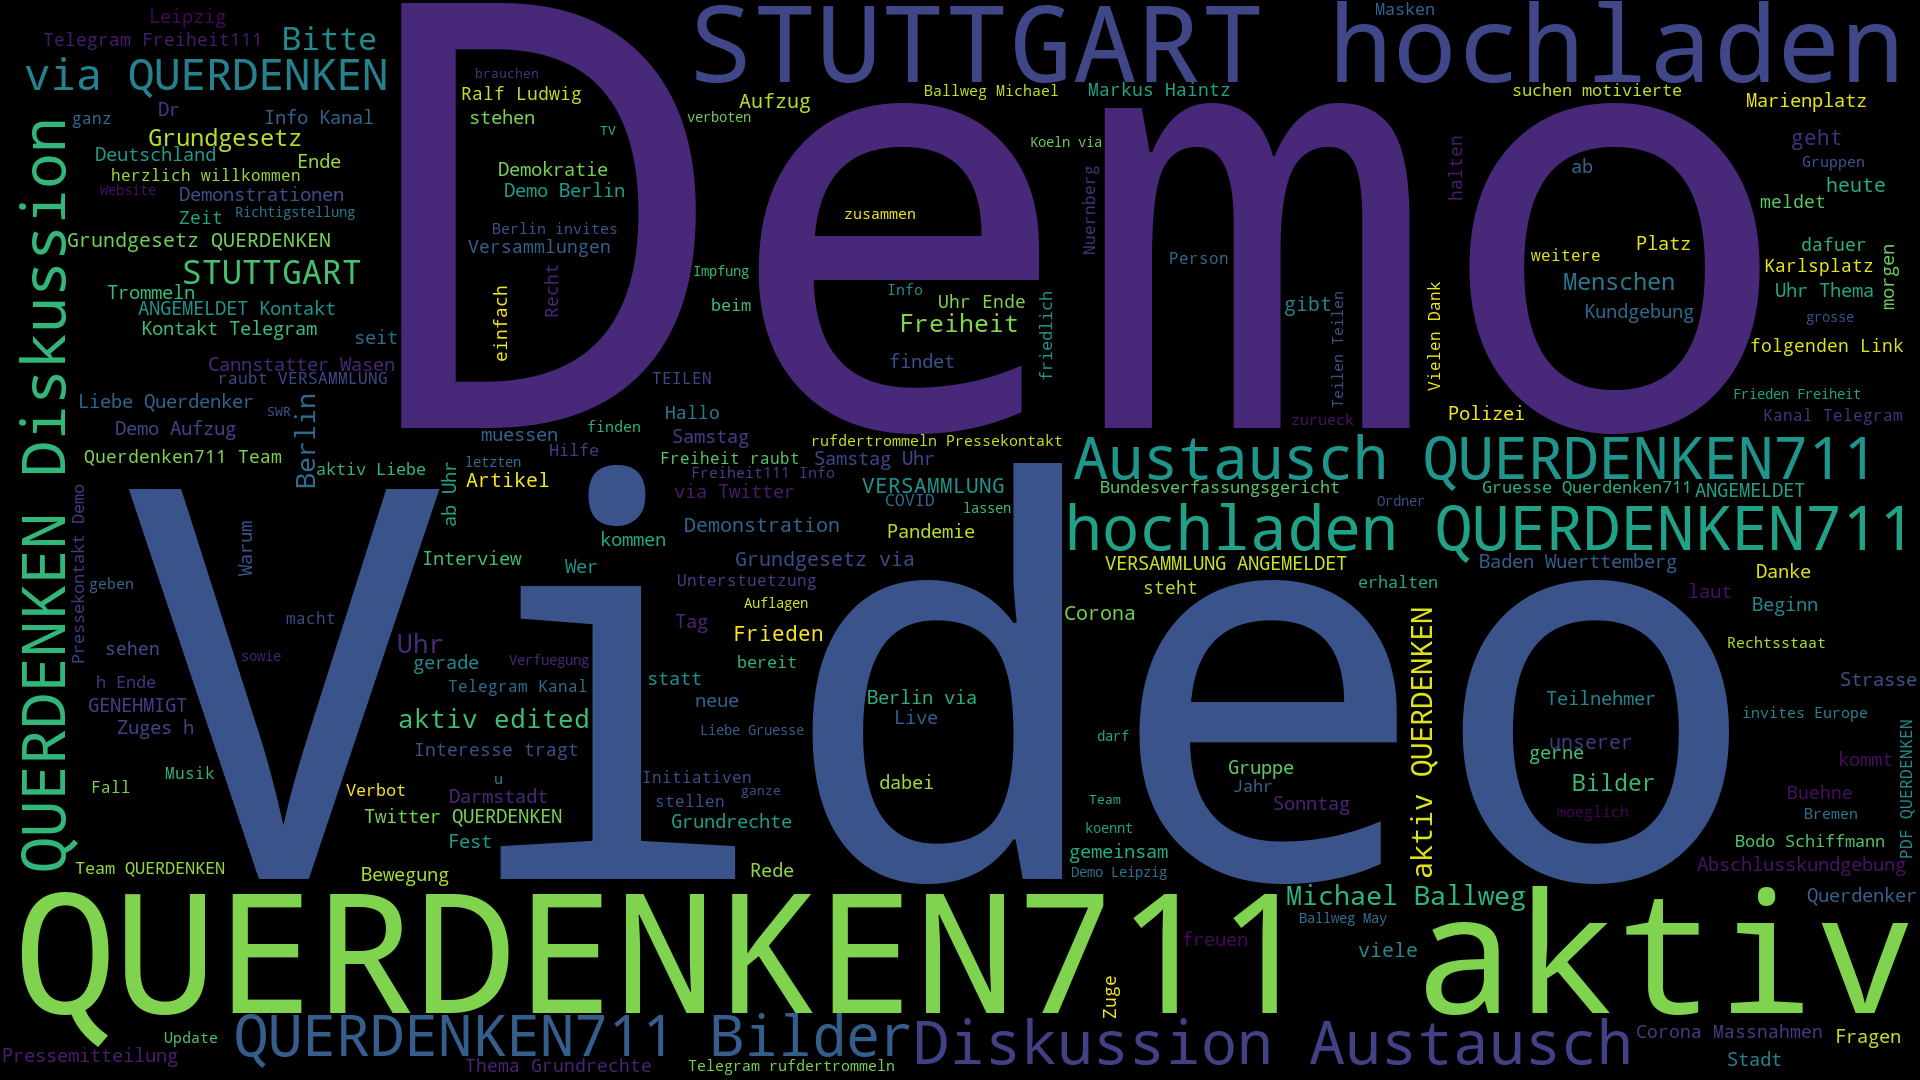 Leipzig
STUTTGART hochladen
Masken
Telegram Freiheit111
Bitte
via QUERDENKEN
Demo
brauchen
Ralf Ludwig
stehen
TV
verboten
Aufzug
Ballweg Michael
Markus Haintz
suchen motivierte
Marienplatz
ganz
Dr
Info Kanal
Grundgesetz
Deutschland
Ende
herzlich willkommen
Website
Demonstrationen
Zeit
Richtigstellung
Grundgesetz QUERDENKEN
STUTTGART
Trommeln
ANGEMELDET Kontakt
Kontakt Telegram
seit
Cannstatter Wasen
raubt VERSAMMLUNG
Liebe Querdenker
SWR
Demo Aufzug
Berlin
Querdenken711 Team
aktiv Liebe
QUERDENKEN Diskussion
Demokratie
Demo Berlin
Berlin invites
Versammlungen
einfach
Recht
Impfung
beim
zusammen
Info
Uhr Ende
Freiheit
findet
friedlich
Koeln via
Nuernberg
Person
gibt
Teilen Teilen
zurueck
Vielen Dank
halten
ab
weitere
Platz
Menschen
Kundgebung
geht
Gruppen
heute
meldet
dafuer
Karlsplatz
Uhr Thema
morgen
grosse
folgenden Link
Frieden Freiheit
Kanal Telegram
Polizei
TEILEN
Hallo
finden
muessen
Hilfe
letzten
Artikel
ab Uhr
Samstag
rufdertrommeln Pressekontakt
Freiheit raubt
Samstag Uhr
Freiheit111 Info
via Twitter
VERSAMMLUNG
COVID
lassen
Demonstration
Pandemie
kommen
Austausch QUERDENKEN711
Bundesverfassungsgericht
Ordner
Gruesse Querdenken711
ANGEMELDET
hochladen QUERDENKEN711
Video
Pressekontakt Demo
Warum
geben
macht
sehen
sowie
h Ende
GENEHMIGT
Zuges h
Musik
Fall
Interview
Wer
Grundgesetz via
Unterstuetzung
Auflagen
Tag
Frieden
bereit
Uhr
gerade
Verfuegung
Telegram Kanal
statt
neue
aktiv edited
Liebe Gruesse
Interesse tragt
u
Initiativen
ganze
stellen
Verbot
Darmstadt
Twitter QUERDENKEN
Grundrechte
Fest
Team QUERDENKEN
Bewegung
Rede
Berlin via
Live
dabei
VERSAMMLUNG ANGEMELDET
steht
erhalten
Corona
Baden Wuerttemberg
Danke
laut
Beginn
Rechtsstaat
aktiv QUERDENKEN
darf
Gruppe
Jahr
Sonntag
Team
koennt
gemeinsam
Demo Leipzig
Teilnehmer
unserer
gerne
Bilder
moeglich
Strasse
invites Europe
kommt
PDF QUERDENKEN
Buehne
Bremen
Bodo Schiffmann
Abschlusskundgebung
Querdenker
Michael Ballweg
Ballweg May
freuen
viele
QUERDENKEN711 aktiv
Zuge
Update
Pressemitteilung
QUERDENKEN711 Bilder
Diskussion Austausch
Thema Grundrechte
Telegram rufdertrommeln
Corona Massnahmen
Fragen
Stadt